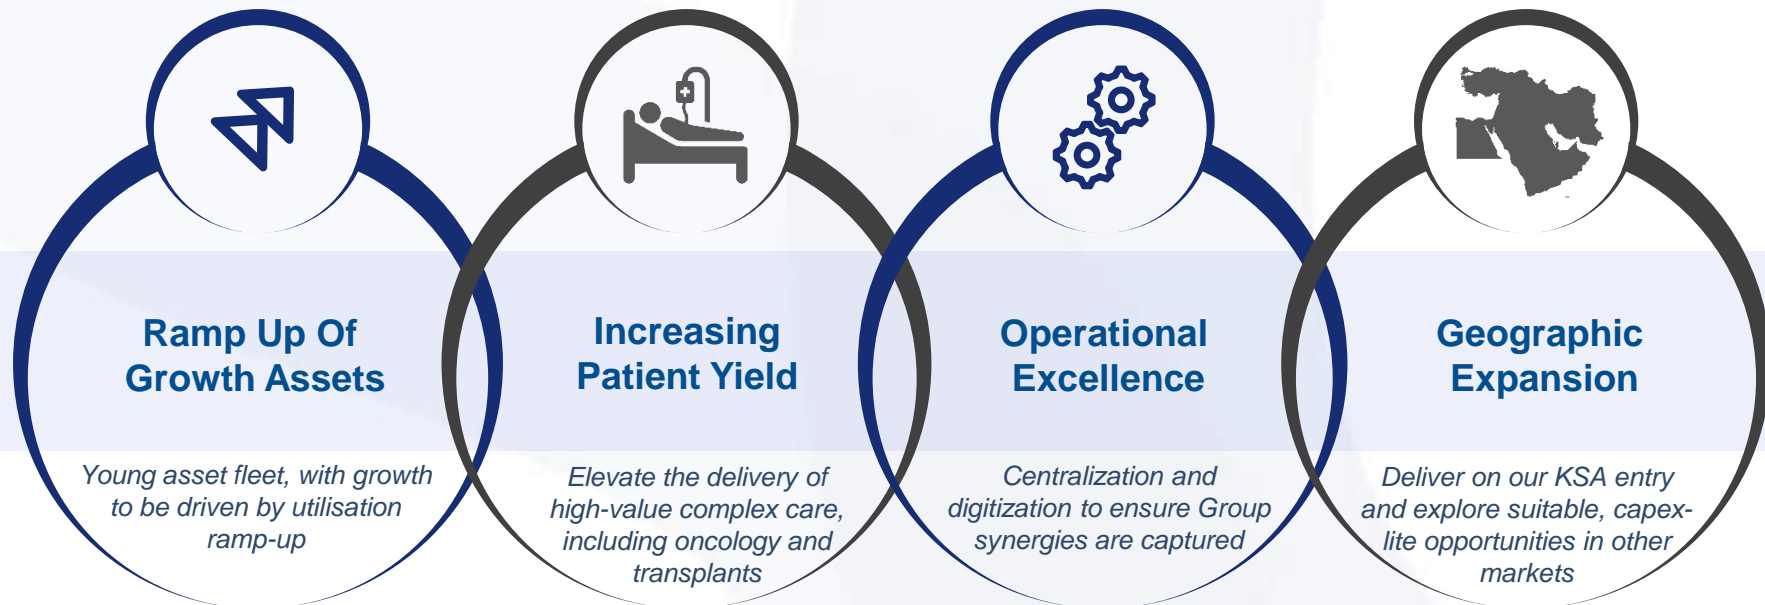 Ramp Up Of
Growth Assets
Young asset fleet, with growth
to be driven by utilisation
ramp-up
Increasing
Patient Yield
Elevate the delivery of
high-value complex care,
including oncology and
transplants
Operational
Excellence
Centralization and
digitization to ensure Group
synergies are captured
Geographic
Expansion
Deliver on our KSA entry
and explore suitable, capex-
lite opportunities in other
markets